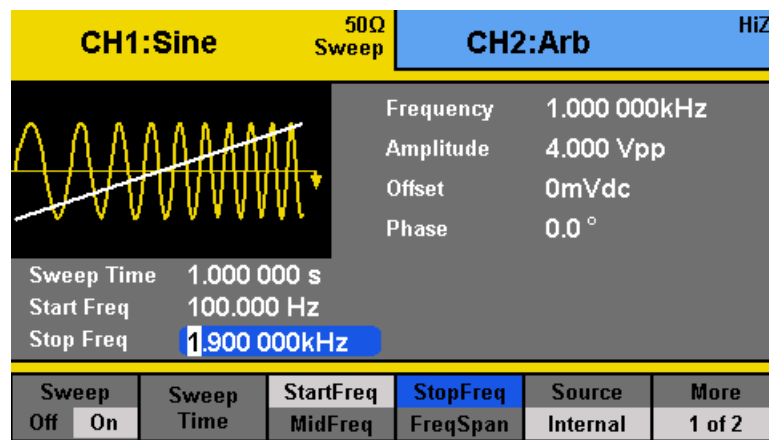 CH1:Sine
50Ω
Sweep
CH2:Arb
HiZ
Frequency 1.000 000kHz
Amplitude 4.000 Vpp
Offset 0mVdc
Phase 0.0 °
Sweep Time 1.000 000 s
Start Freq 100.000 Hz
Stop Freq 1.900 000kHz
Sweep
Off On
Sweep
Time
StartFreq
MidFreq
StopFreq
FreqSpan
Source
Internal
More
1 of 2